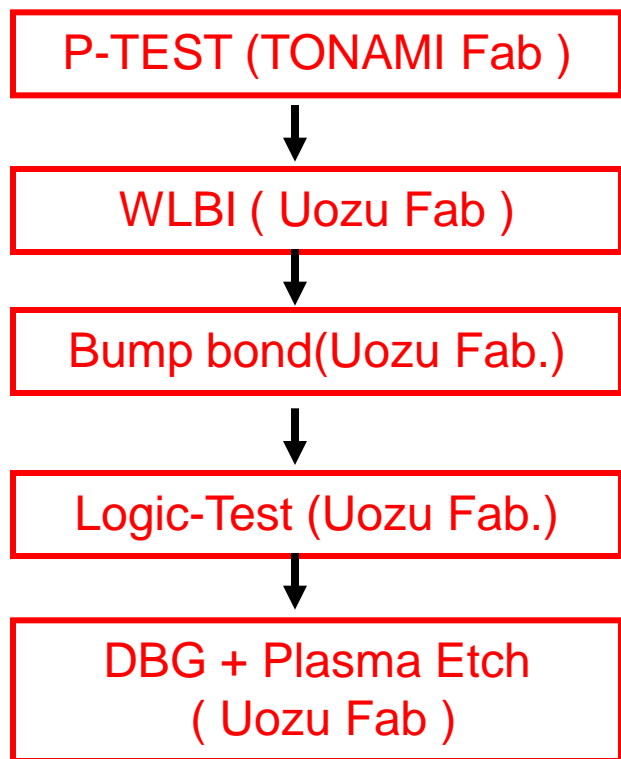 P-TEST (TONAMI Fab )
WLBI ( Uozu Fab )
Bump bond(Uozu Fab.)
Logic-Test (Uozu Fab.)
DBG + Plasma Etch
( Uozu Fab )